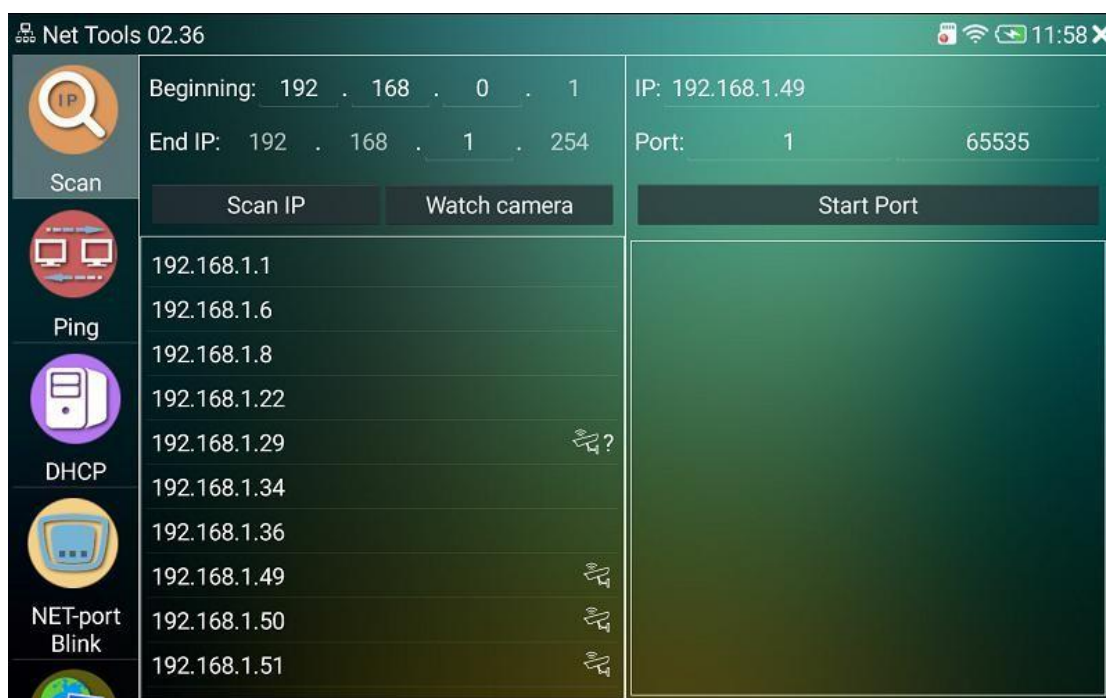 Net Tools 02.36
11:58
IP
Scan
Ping
DHCP
NET-port
Blink
Beginning: 192 . 168 . 0 . 1
End IP: 192 . 168 . 1 . 254
Scan IP
Watch camera
192.168.1.1
192.168.1.6
192.168.1.8
192.168.1.22
192.168.1.29 ?
192.168.1.34
192.168.1.36
192.168.1.49
192.168.1.50
192.168.1.51
IP: 192.168.1.49
Port: 1 65535
Start Port